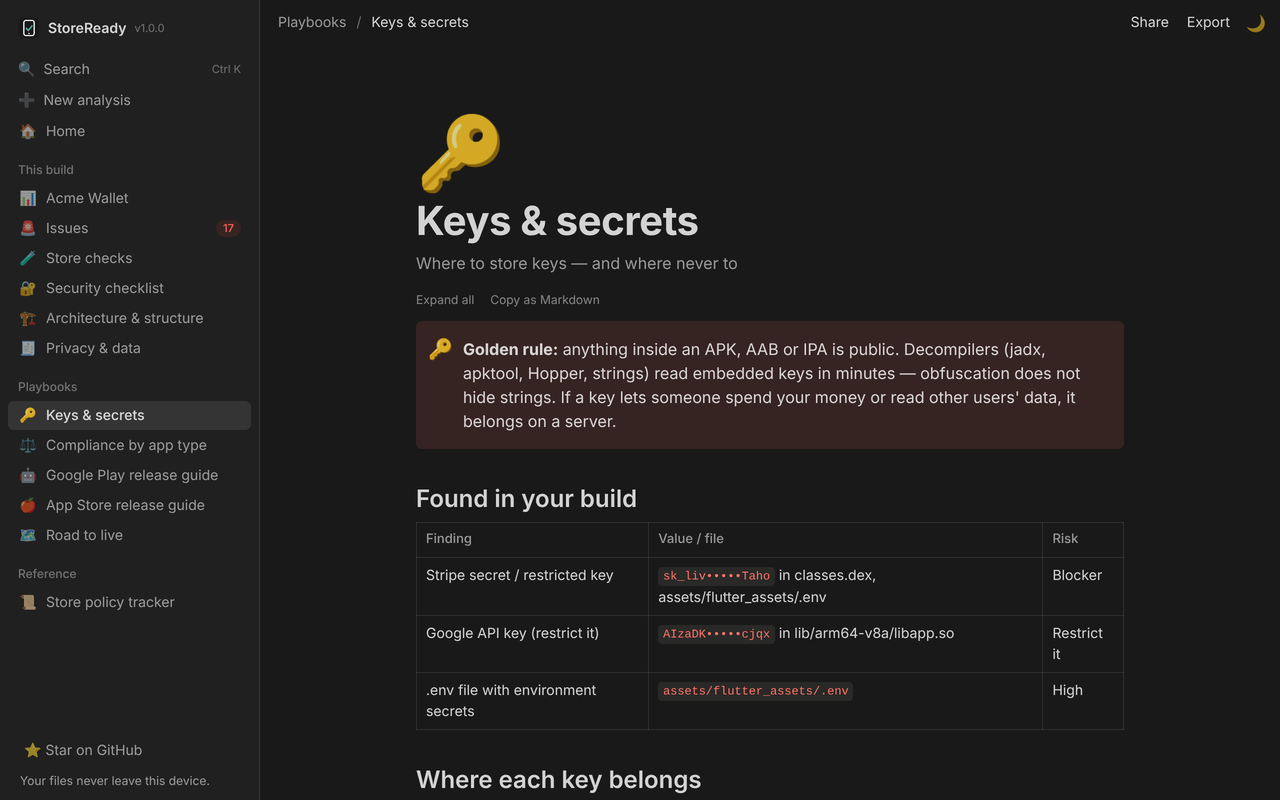 StoreReady v1.0.0
Search Ctrl K
New analysis
Home
This build
Acme Wallet
Issues 17
Store checks
Security checklist
Architecture & structure
Privacy & data
Playbooks
Keys & secrets
Compliance by app type
Google Play release guide
App Store release guide
Road to live
Reference
Store policy tracker
Star on GitHub
Your files never leave this device.
Playbooks / Keys & secrets
Share Export
Keys & secrets
Where to store keys — and where never to
Expand all Copy as Markdown
Golden rule: anything inside an APK, AAB or IPA is public. Decompilers (jadx,
apktool, Hopper, strings) read embedded keys in minutes — obfuscation does not
hide strings. If a key lets someone spend your money or read other users' data, it
belongs on a server.
Found in your build
Finding Value / file Risk
Stripe secret / restricted key sk_liv•••••Taho in classes.dex, Blocker
assets/flutter_assets/.env
Google API key (restrict it) AIzaDK•••••cjqx in lib/arm64-v8a/libapp.so Restrict
it
.env file with environment assets/flutter_assets/.env High
secrets
Where each key belongs